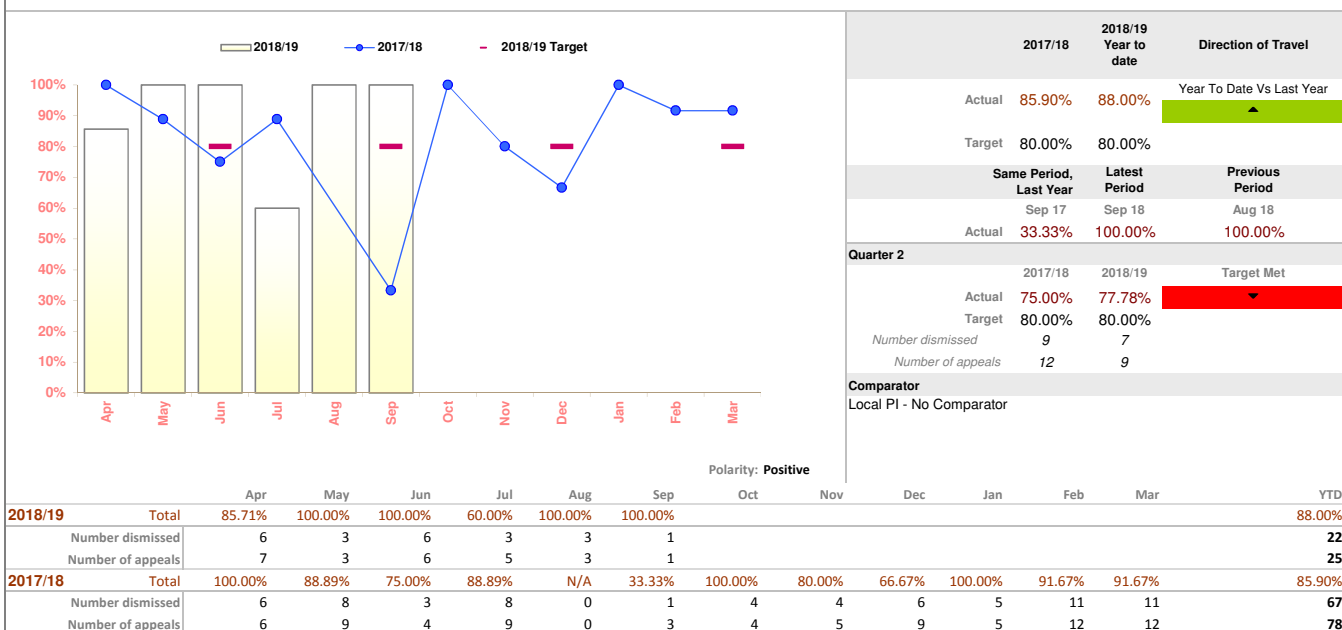 2018/19 2017/18 2018/19 Target
100%
90%
80%
70%
60%
50%
40%
30%
20%
10%
0%
Apr May Jun Jul Aug Sep Oct Nov Dec Jan Feb Mar
2017/18 2018/19 Year to date Direction of Travel
Year To Date Vs Last Year
Actual 85.90% 88.00%
Target 80.00% 80.00%
Same Period, Last Year Latest Period Previous Period
Sep 17 Sep 18 Aug 18
Actual 33.33% 100.00% 100.00%
Quarter 2
2017/18 2018/19 Target Met
Actual 75.00% 77.78%
Target 80.00% 80.00%
Number dismissed 9 7
Number of appeals 12 9
Comparator
Local PI - No Comparator
Polarity: Positive
Apr May Jun Jul Aug Sep Oct Nov Dec Jan Feb Mar YTD
2018/19 Total 85.71% 100.00% 100.00% 60.00% 100.00% 100.00% 88.00%
Number dismissed 6 3 6 3 3 1 22
Number of appeals 7 3 6 5 3 1 25
2017/18 Total 100.00% 88.89% 75.00% 88.89% N/A 33.33% 100.00% 80.00% 66.67% 100.00% 91.67% 91.67% 85.90%
Number dismissed 6 8 3 8 0 1 4 4 6 5 11 11 67
Number of appeals 6 9 4 9 0 3 4 5 9 5 12 12 78